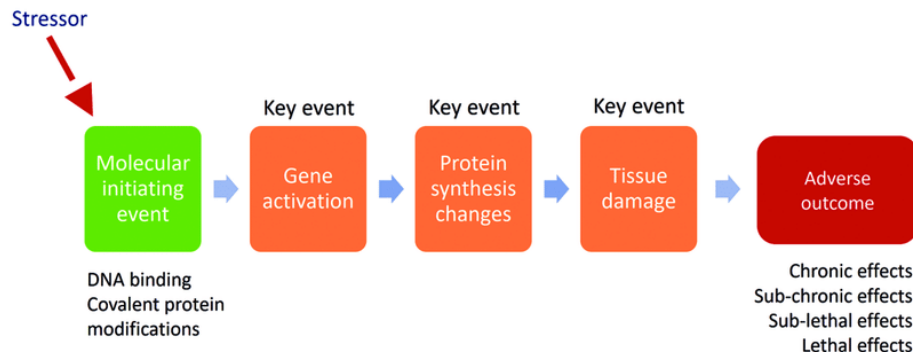 Stressor
Key event
Key event
Key event
Molecular
initiating
event
Gene
activation
Protein
synthesis
changes
Tissue
damage
Adverse
outcome
DNA binding
Covalent protein
modifications
Chronic effects
Sub-chronic effects
Sub-lethal effects
Lethal effects